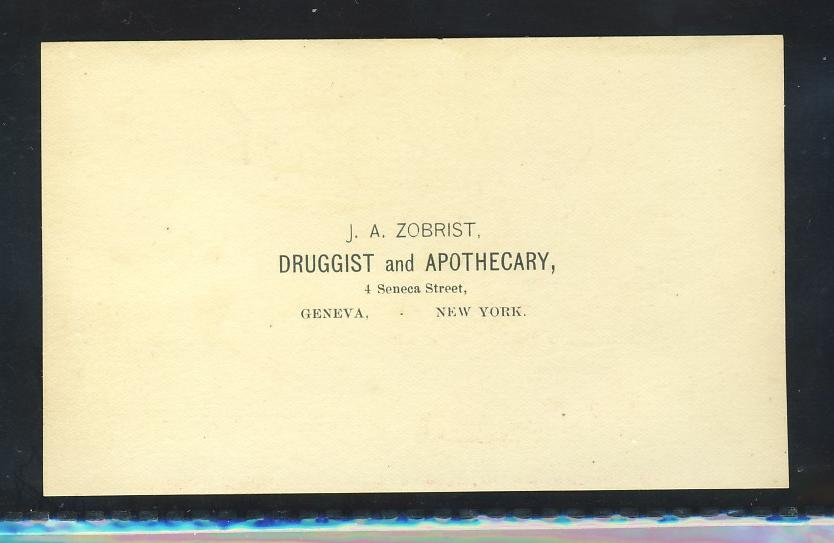 J. A. ZOBRIST,
DRUGGIST and APOTHECARY,
4 Seneca Street,
GENEVA, - NEW YORK.